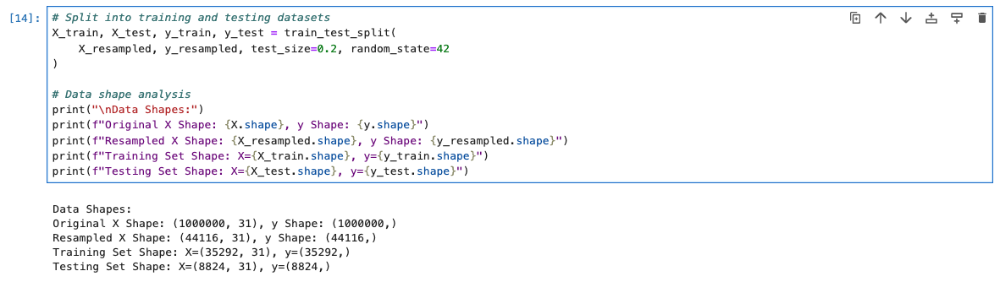 [14]: # Split into training and testing datasets
X_train, X_test, y_train, y_test = train_test_split(
    X_resampled, y_resampled, test_size=0.2, random_state=42
)

# Data shape analysis
print("\nData Shapes:")
print(f"Original X Shape: {X.shape}, y Shape: {y.shape}")
print(f"Resampled X Shape: {X_resampled.shape}, y Shape: {y_resampled.shape}")
print(f"Training Set Shape: X={X_train.shape}, y={y_train.shape}")
print(f"Testing Set Shape: X={X_test.shape}, y={y_test.shape}")

Data Shapes:
Original X Shape: (1000000, 31), y Shape: (1000000,)
Resampled X Shape: (44116, 31), y Shape: (44116,)
Training Set Shape: X=(35292, 31), y=(35292,)
Testing Set Shape: X=(8824, 31), y=(8824,)